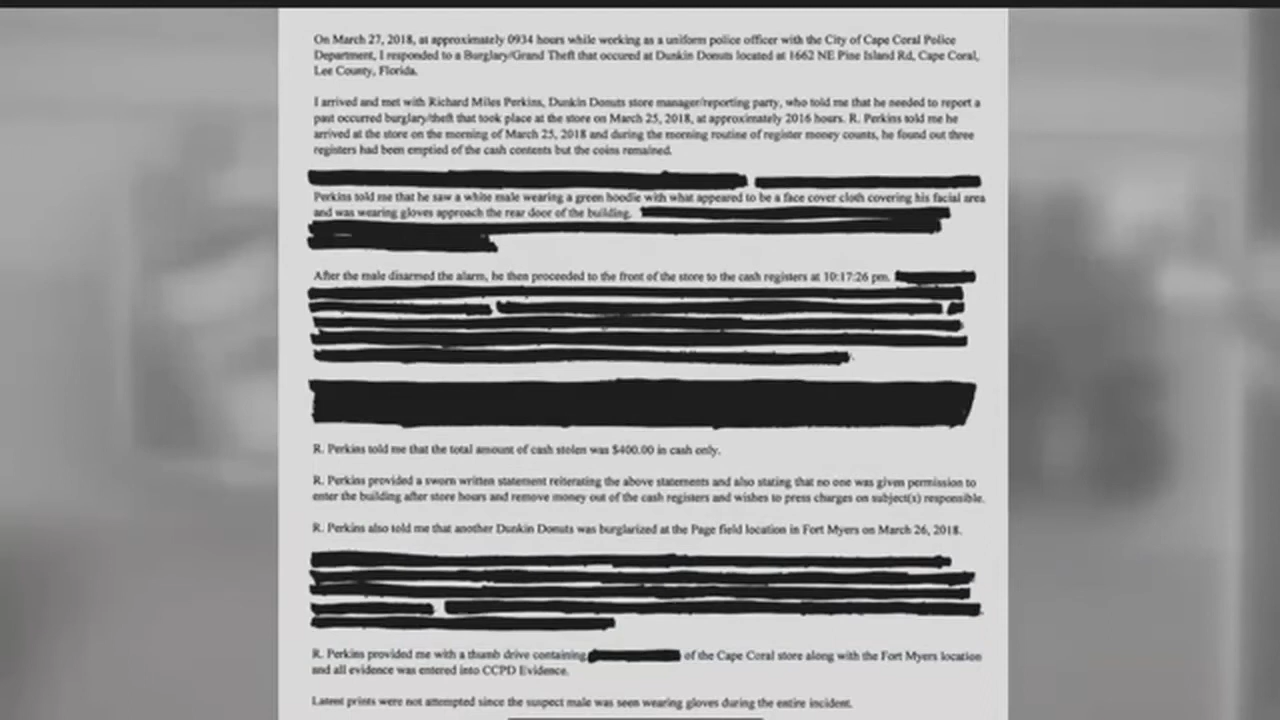 On March 27, 2018, at approximately 0934 hours while working as a uniform police officer with the City of Cape Coral Police
Department, I responded to a Burglary/Grand Theft that occured at Dunkin Donuts located at 1662 NE Pine Island Rd, Cape Coral,
Lee County, Florida.
I arrived and met with Richard Miles Perkins, Dunkin Donuts store manager/reporting party, who told me that he needed to report a
past occurred burglary/theft that took place at the store on March 25, 2018, at approximately 2016 hours. R. Perkins told me he
arrived at the store on the morning of March 25, 2018 and during the morning routine of register money counts, he found out three
registers had been emptied of the cash contents but the coins remained.
Perkins told me that he saw a white male wearing a green hoodie with what appeared to be a face cover cloth covering his facial area
and was wearing gloves approach the rear door of the building.
After the male disarmed the alarm, he then proceeded to the front of the store to the cash registers at 10:17:26 pm.
R. Perkins told me that the total amount of cash stolen was $400.00 in cash only.
R. Perkins provided a sworn written statement reiterating the above statements and also stating that no one was given permission to
enter the building after store hours and remove money out of the cash registers and wishes to press charges on subject(s) responsible.
R. Perkins also told me that another Dunkin Donuts was burglarized at the Page field location in Fort Myers on March 26, 2018.
R. Perkins provided me with a thumb drive containing of the Cape Coral store along with the Fort Myers location
and all evidence was entered into CCPD Evidence.
Latent prints were not attempted since the suspect male was seen wearing gloves during the entire incident.